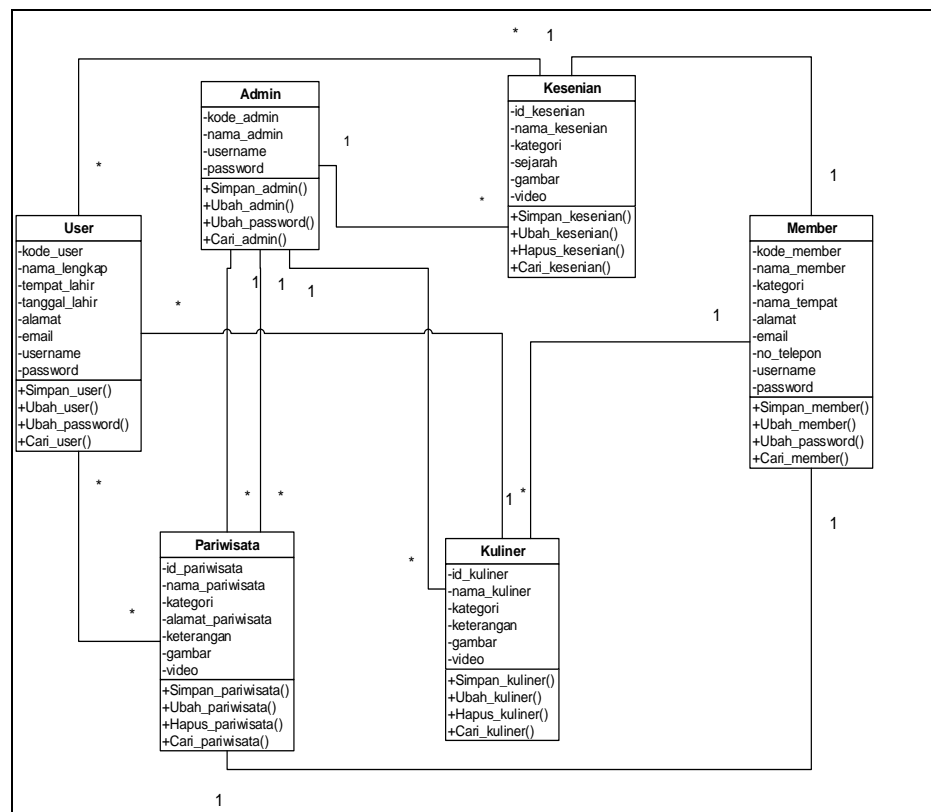 *
1
Kesenian
-id_kesenian
-nama_kesenian
-kategori
-sejarah
-gambar
-video
+Simpan_kesenian()
+Ubah_kesenian()
+Hapus_kesenian()
+Cari_kesenian()
Admin
-kode_admin
-nama_admin
-username
-password
+Simpan_admin()
+Ubah_admin()
+Ubah_password()
+Cari_admin()
1
*
*
1
User
-kode_user
-nama_lengkap
-tempat_lahir
-tanggal_lahir
-alamat
-email
-username
-password
+Simpan_user()
+Ubah_user()
+Ubah_password()
+Cari_user()
Member
-kode_member
-nama_member
-kategori
-nama_tempat
-alamat
-email
-no_telepon
-username
-password
+Simpan_member()
+Ubah_member()
+Ubah_password()
+Cari_member()
1
1
1
*
1
*
*
*
1
*
1
*
*
Pariwisata
-id_pariwisata
-nama_pariwisata
-kategori
-alamat_pariwisata
-keterangan
-gambar
-video
+Simpan_pariwisata()
+Ubah_pariwisata()
+Hapus_pariwisata()
+Cari_pariwisata()
Kuliner
-id_kuliner
-nama_kuliner
-kategori
-keterangan
-gambar
-video
+Simpan_kuliner()
+Ubah_kuliner()
+Hapus_kuliner()
+Cari_kuliner()
1